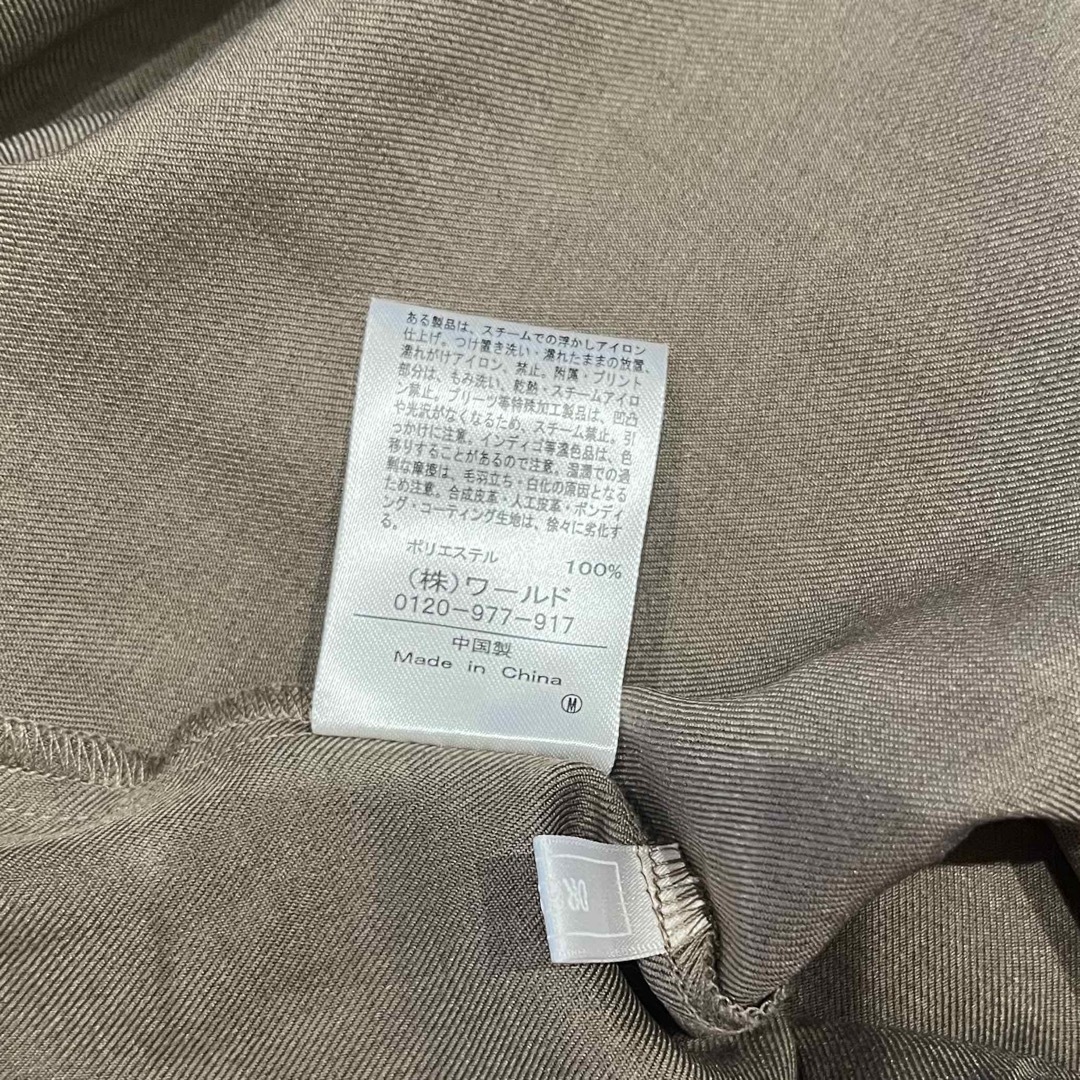 ある製品は、スチームでの浮かしアイロン
仕上げ。つけ置き洗い・濡れたままの放置、
濡れがけアイロン、禁止。附属・プリント
部分は、もみ洗い、乾熱・スチームアイロ
ン禁止。プリーツ等特殊加工製品は、凹凸
や光沢がなくなるため、スチーム禁止。引
っかけに注意。インディゴ等濃色品は、色
移りすることがあるので注意。湿潤での過
剰な摩擦は、毛羽立ち・白化の原因となる
ため注意。合成皮革・人工皮革・ボンディ
ング・コーティング生地は、徐々に劣化す
る。
ポリエステル 100%
(株)ワールド
0120-977-917
中国製
Made in China
M
OR